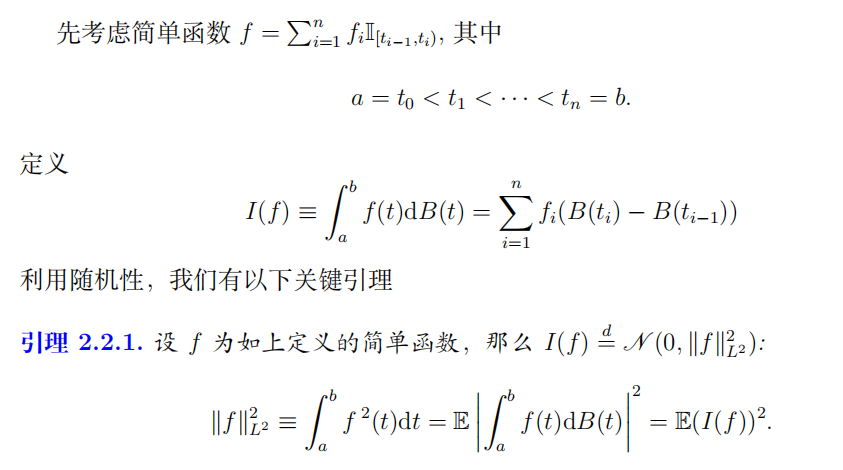 先考虑简单函数 $f = \sum_{i=1}^{n} f_i \mathbb{I}_{[t_{i-1}, t_i)}$, 其中
$a = t_0 < t_1 < \cdots < t_n = b.$
定义
$I(f) \equiv \int_a^b f(t)\mathrm{d}B(t) = \sum_{i=1}^{n} f_i(B(t_i) - B(t_{i-1}))$
利用随机性，我们有以下关键引理
引理 2.2.1. 设 $f$ 为如上定义的简单函数，那么 $I(f) \stackrel{d}{=} \mathscr{N}(0, \|f\|_{L^2}^2)$:
$\|f\|_{L^2}^2 \equiv \int_a^b f^2(t)\mathrm{d}t = \mathbb{E}\left|\int_a^b f(t)\mathrm{d}B(t)\right|^2 = \mathbb{E}(I(f))^2.$